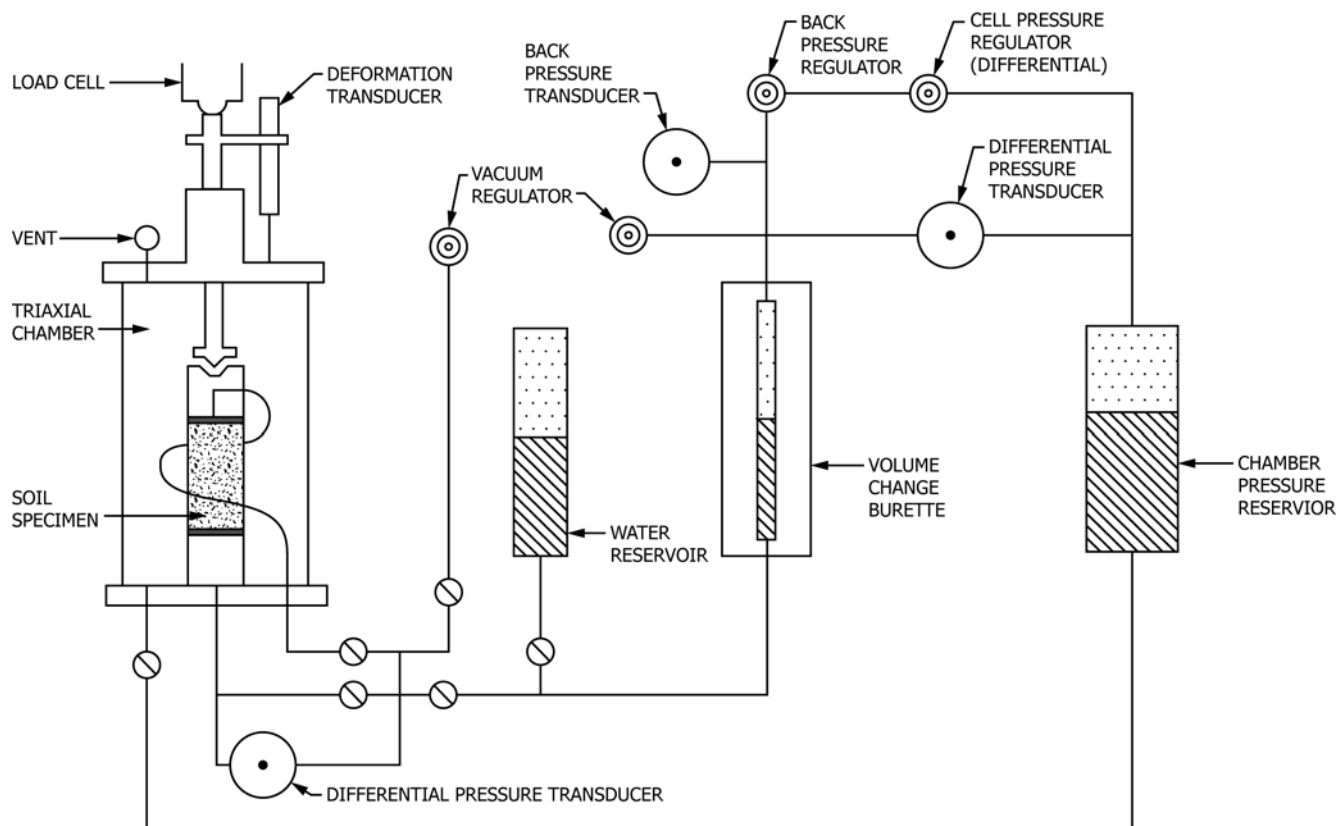 LOAD CELL
DEFORMATION
TRANSDUCER
BACK
PRESSURE
TRANSDUCER
BACK
PRESSURE
REGULATOR
CELL PRESSURE
REGULATOR
(DIFFERENTIAL)
VACUUM
REGULATOR
DIFFERENTIAL
PRESSURE
TRANSDUCER
VENT
TRIAXIAL
CHAMBER
SOIL
SPECIMEN
WATER
RESERVOIR
VOLUME
CHANGE
BURETTE
CHAMBER
PRESSURE
RESERVIOR
DIFFERENTIAL PRESSURE TRANSDUCER